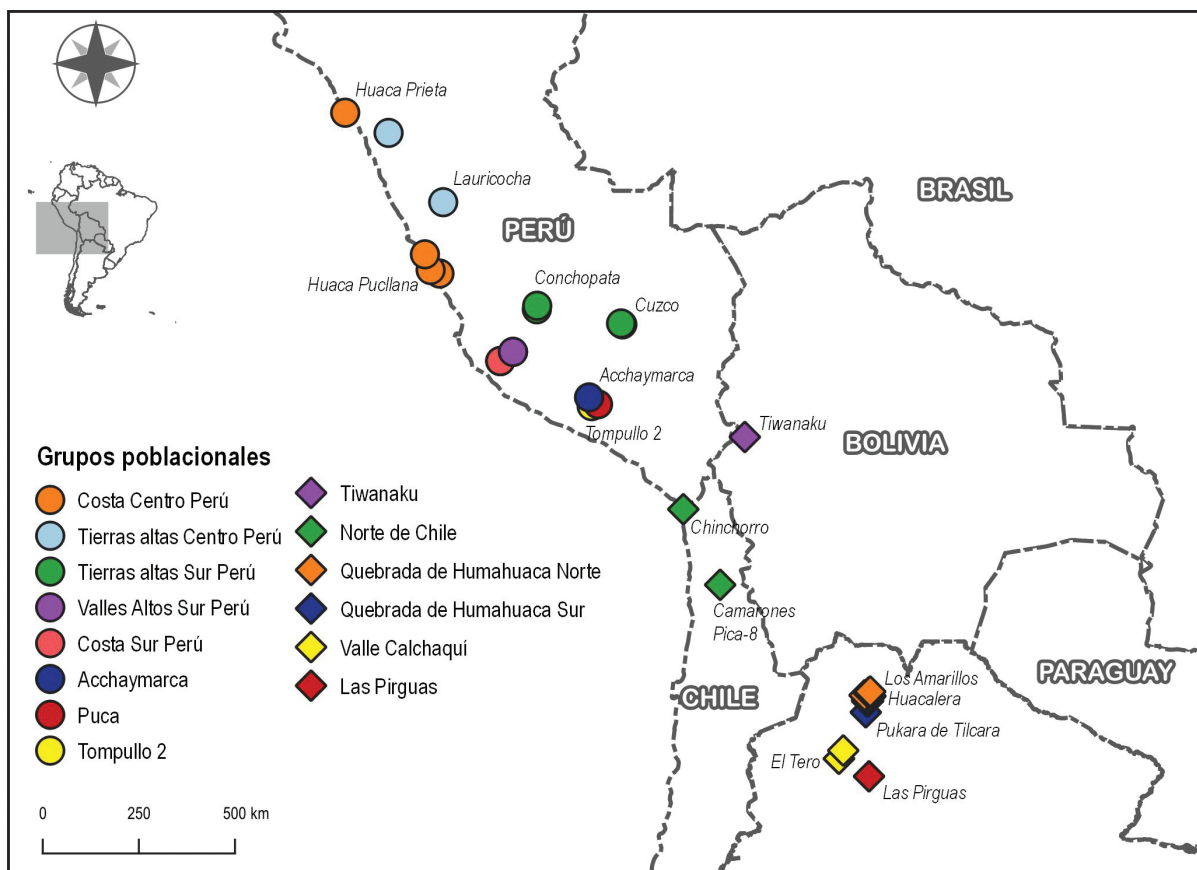 Huaca Prieta
Lauricocha
BRASIL
PERÚ
Huaca Pucllana
Conchopata
Cuzco
Acchaymarca
Tompullo 2
Tiwanaku
BOLIVIA
Chinchorro
Camarones
Pica-8
PARAGUAY
CHILE
Los Amarillos
Huacalera
Pukara de Tilcara
El Tero
Las Pirguas
Grupos poblacionales
Costa Centro Perú
Tierras altas Centro Perú
Tierras altas Sur Perú
Valles Altos Sur Perú
Costa Sur Perú
Acchaymarca
Puca
Tompullo 2
Tiwanaku
Norte de Chile
Quebrada de Humahuaca Norte
Quebrada de Humahuaca Sur
Valle Calchaquí
Las Pirguas
0 250 500 km